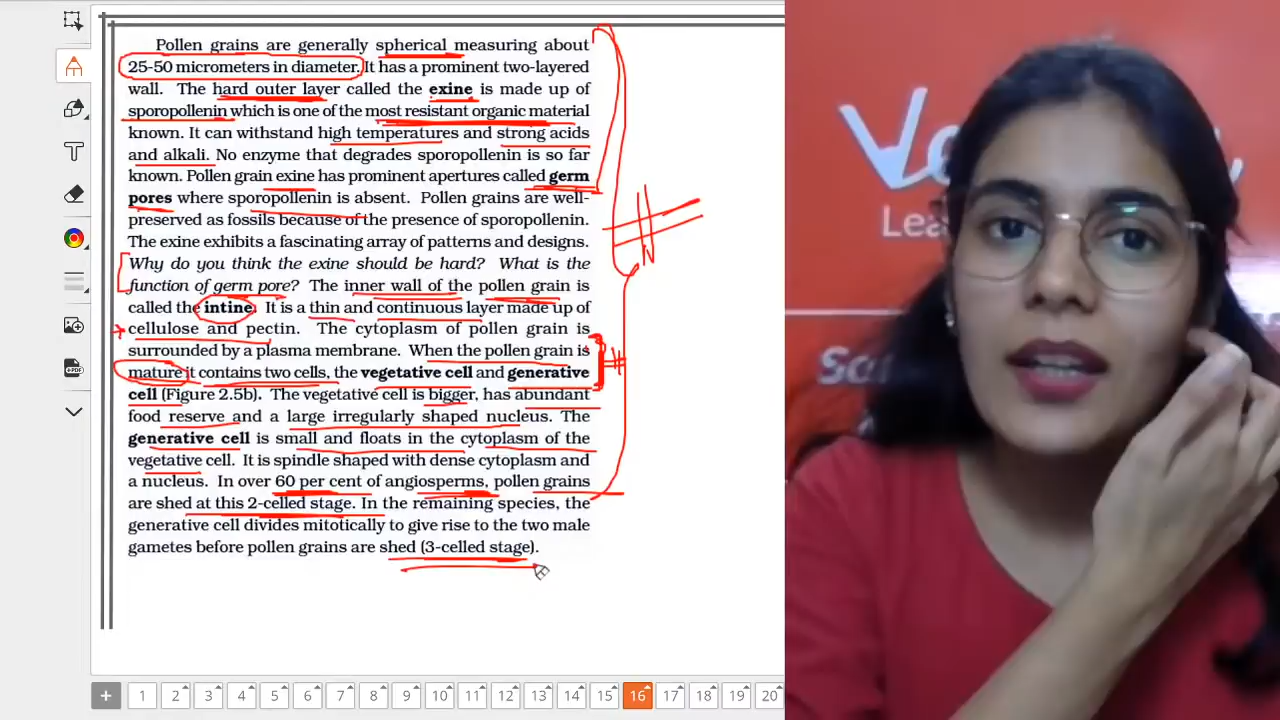 Pollen grains are generally spherical measuring about
25-50 micrometers in diameter. It has a prominent two-layered
wall. The hard outer layer called the exine is made up of
sporopollenin which is one of the most resistant organic material
known. It can withstand high temperatures and strong acids
and alkali. No enzyme that degrades sporopollenin is so far
known. Pollen grain exine has prominent apertures called germ
pores where sporopollenin is absent. Pollen grains are well-
preserved as fossils because of the presence of sporopollenin.
The exine exhibits a fascinating array of patterns and designs.
Why do you think the exine should be hard? What is the
function of germ pore? The inner wall of the pollen grain is
called the intine. It is a thin and continuous layer made up of
cellulose and pectin. The cytoplasm of pollen grain is
surrounded by a plasma membrane. When the pollen grain is
mature it contains two cells, the vegetative cell and generative
cell (Figure 2.5b). The vegetative cell is bigger, has abundant
food reserve and a large irregularly shaped nucleus. The
generative cell is small and floats in the cytoplasm of the
vegetative cell. It is spindle shaped with dense cytoplasm and
a nucleus. In over 60 per cent of angiosperms, pollen grains
are shed at this 2-celled stage. In the remaining species, the
generative cell divides mitotically to give rise to the two male
gametes before pollen grains are shed (3-celled stage).
1 2 3 4 5 6 7 8 9 10 11 12 13 14 15 16 17 18 19 20